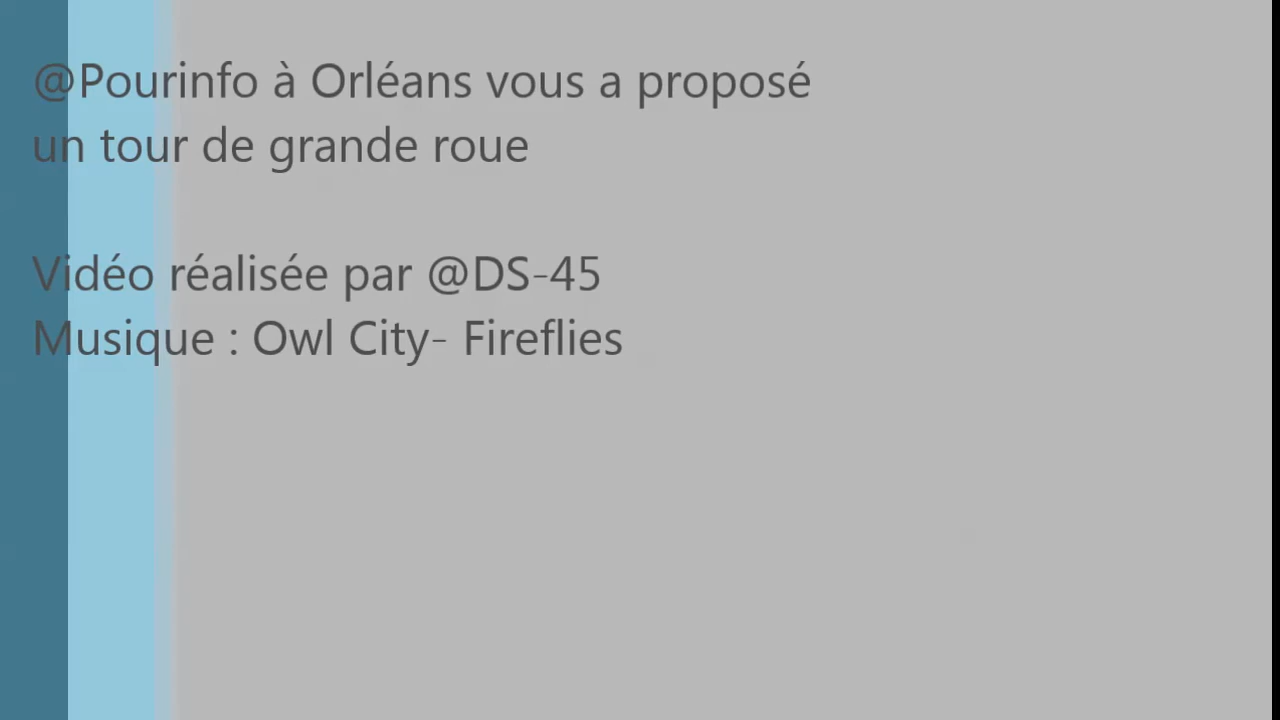 @Pourinfo à Orléans vous a proposé
un tour de grande roue
Vidéo réalisée par @DS-45
Musique : Owl City- Fireflies